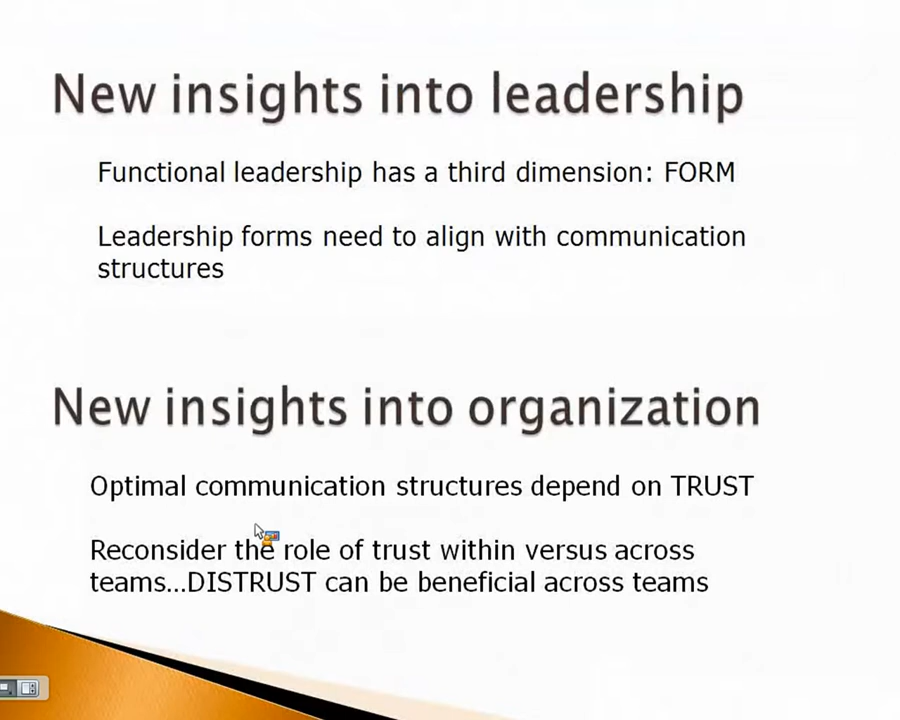 New insights into leadership
Functional leadership has a third dimension: FORM
Leadership forms need to align with communication
structures
New insights into organization
Optimal communication structures depend on TRUST
Reconsider the role of trust within versus across
teams...DISTRUST can be beneficial across teams